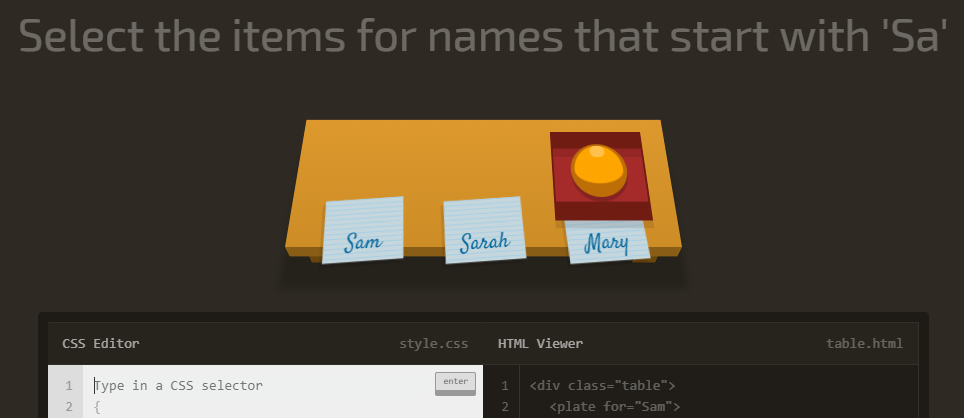 Select the items for names that start with 'Sa'
Sam
Sarah
Mary
CSS Editor
style.css
HTML Viewer
table.html
1
Type in a CSS selector
enter
2
{
1
<div class="table">
2
<plate for="Sam">